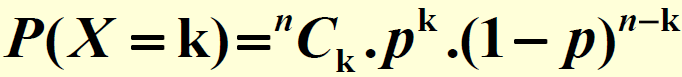 P(X = k) = ⁿCₖ.pᵏ.(1 − p)ⁿ⁻ᵏ